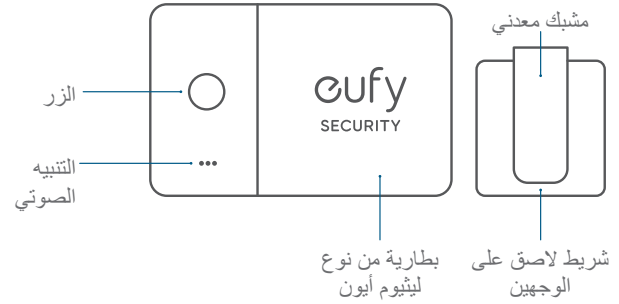 مشبك معدني
eufy
SECURITY
الزر
التنبيه
الصوتي
بطارية من نوع
ليثيوم أيون
شريط لاصق على
الوجهين